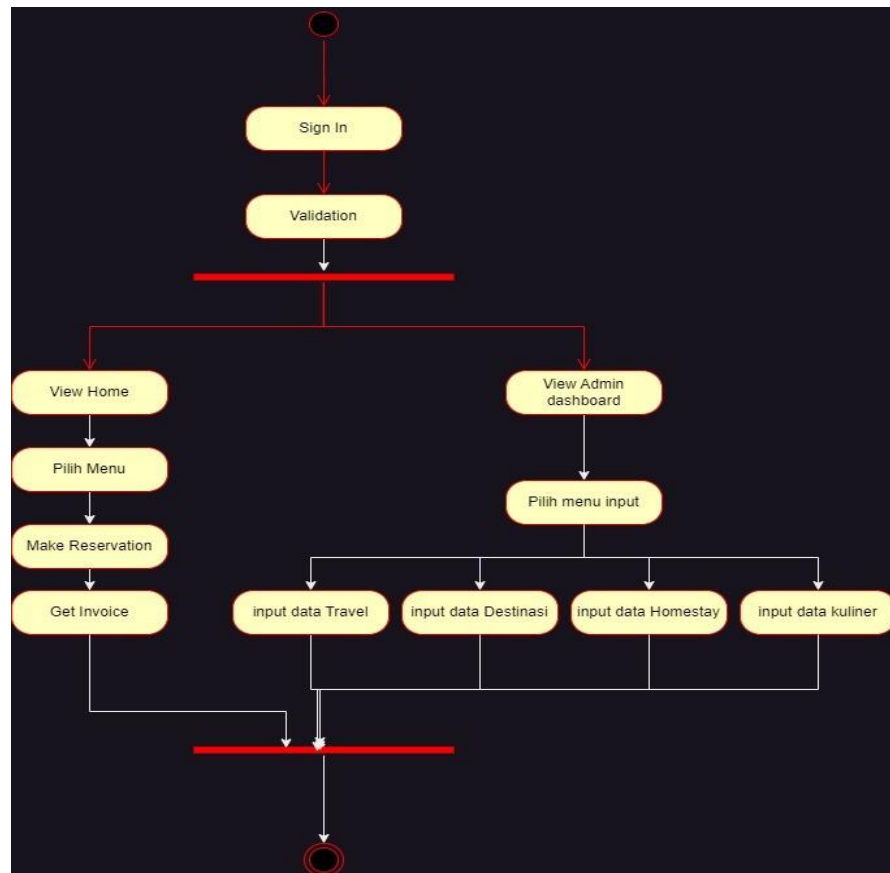 Sign In
Validation
View Home
View Admin
dashboard
Pilih Menu
Pilih menu input
Make Reservation
Get Invoice
input data Travel
input data Destinasi
input data Homestay
input data kuliner